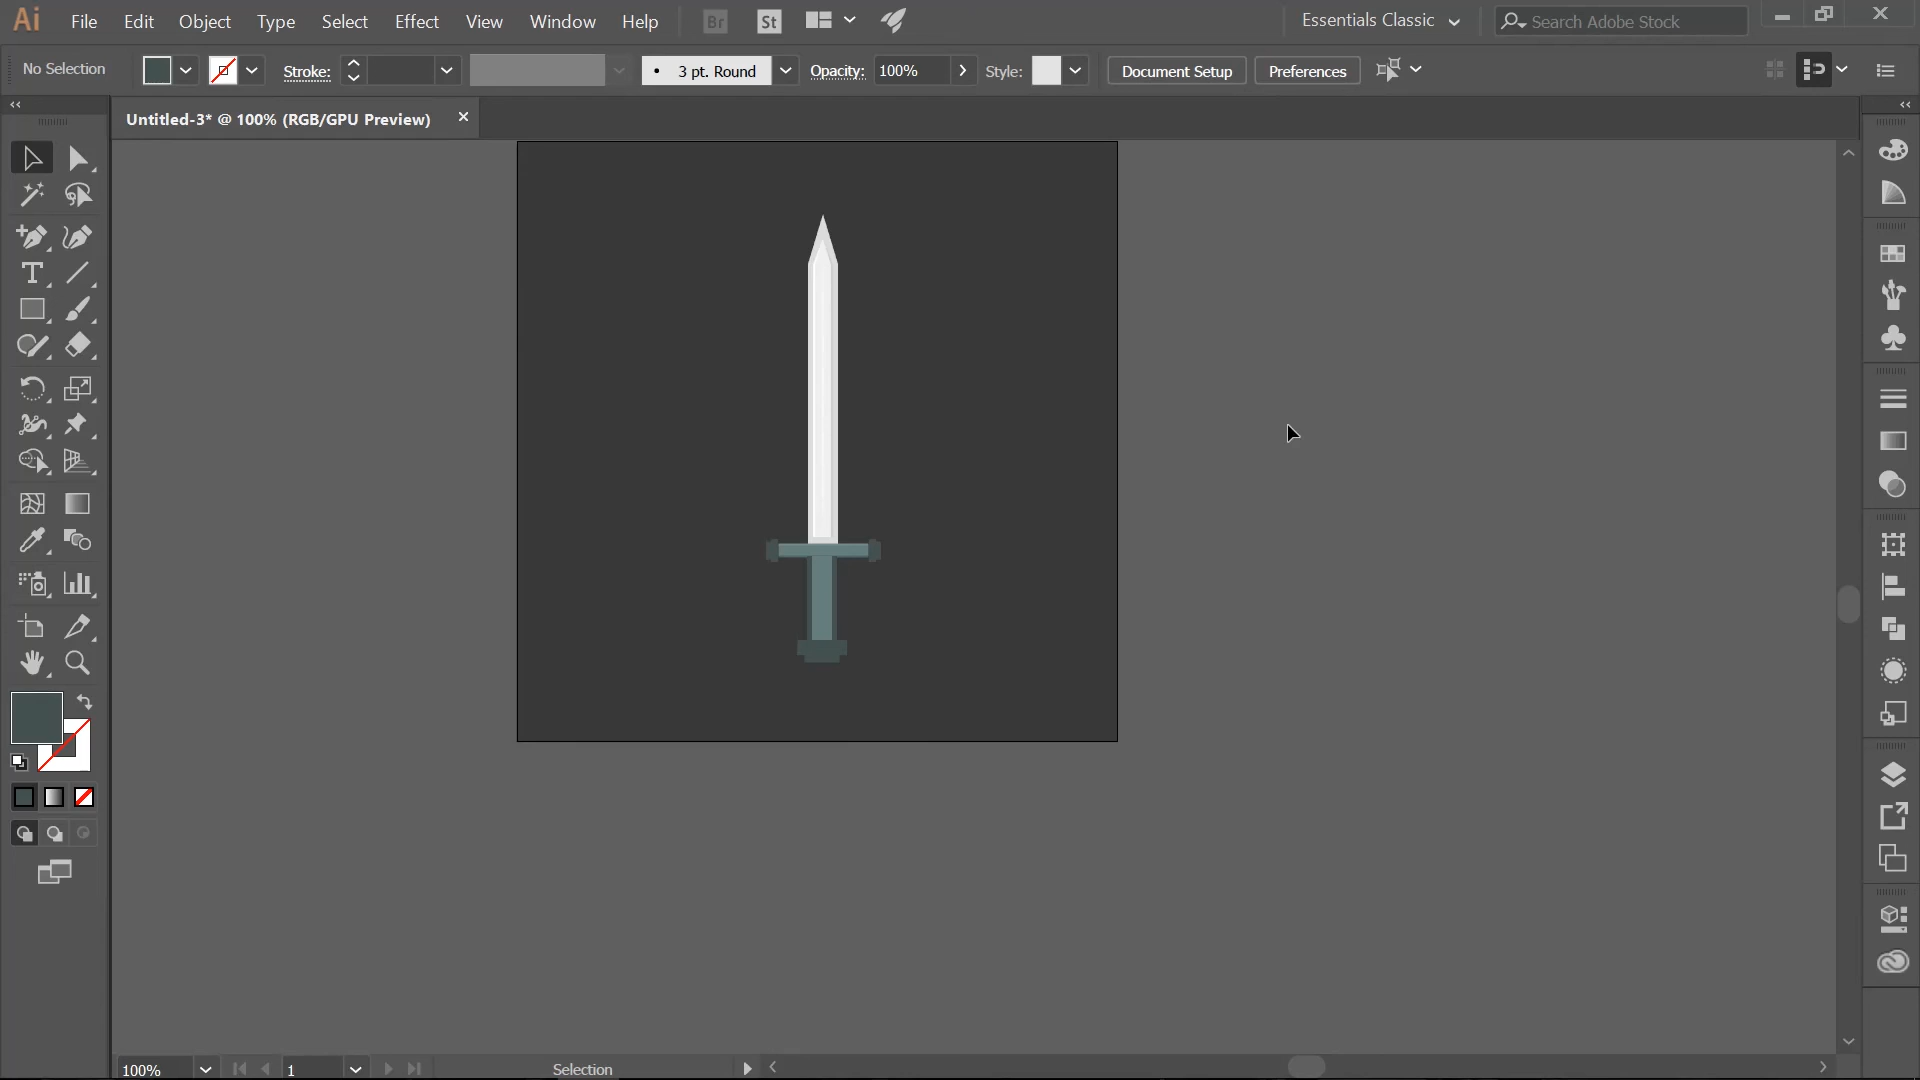 Ai File Edit Object Type Select Effect View Window Help Br St Essentials Classic Search Adobe Stock
No Selection Stroke: 3 pt. Round Opacity: 100% Style: Document Setup Preferences
Untitled-3* @ 100% (RGB/GPU Preview)
100% 1 Selection